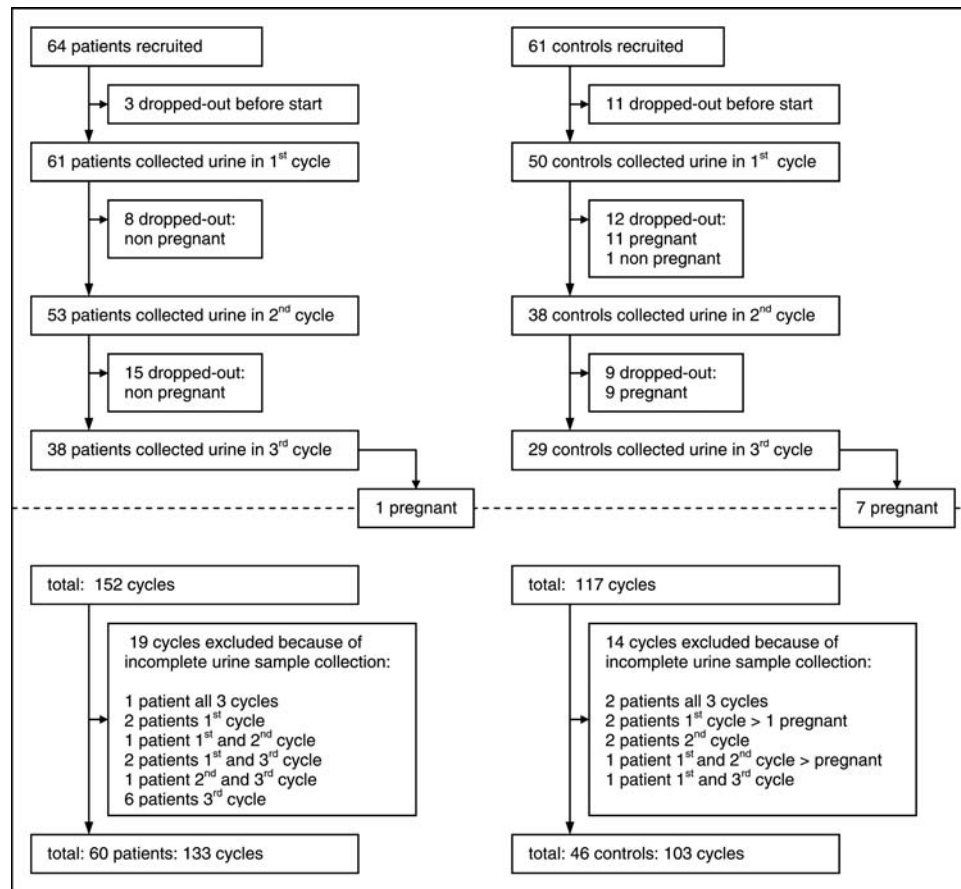 64 patients recruited
3 dropped-out before start
61 patients collected urine in 1st cycle
8 dropped-out:
non pregnant
53 patients collected urine in 2nd cycle
15 dropped-out:
non pregnant
38 patients collected urine in 3rd cycle
1 pregnant
61 controls recruited
11 dropped-out before start
50 controls collected urine in 1st cycle
12 dropped-out:
11 pregnant
1 non pregnant
38 controls collected urine in 2nd cycle
9 dropped-out:
9 pregnant
29 controls collected urine in 3rd cycle
7 pregnant
total: 152 cycles
19 cycles excluded because of
incomplete urine sample collection:
1 patient all 3 cycles
2 patients 1st cycle
1 patient 1st and 2nd cycle
2 patients 1st and 3rd cycle
1 patient 2nd and 3rd cycle
6 patients 3rd cycle
total: 60 patients: 133 cycles
total: 117 cycles
14 cycles excluded because of
incomplete urine sample collection:
2 patients all 3 cycles
2 patients 1st cycle > 1 pregnant
2 patients 2nd cycle
1 patient 1st and 2nd cycle > pregnant
1 patient 1st and 3rd cycle
total: 46 controls: 103 cycles